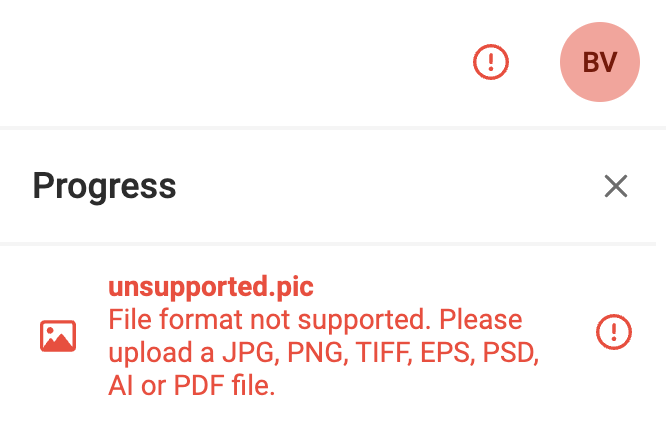 BV
Progress
unsupported.pic
File format not supported. Please
upload a JPG, PNG, TIFF, EPS, PSD,
AI or PDF file.